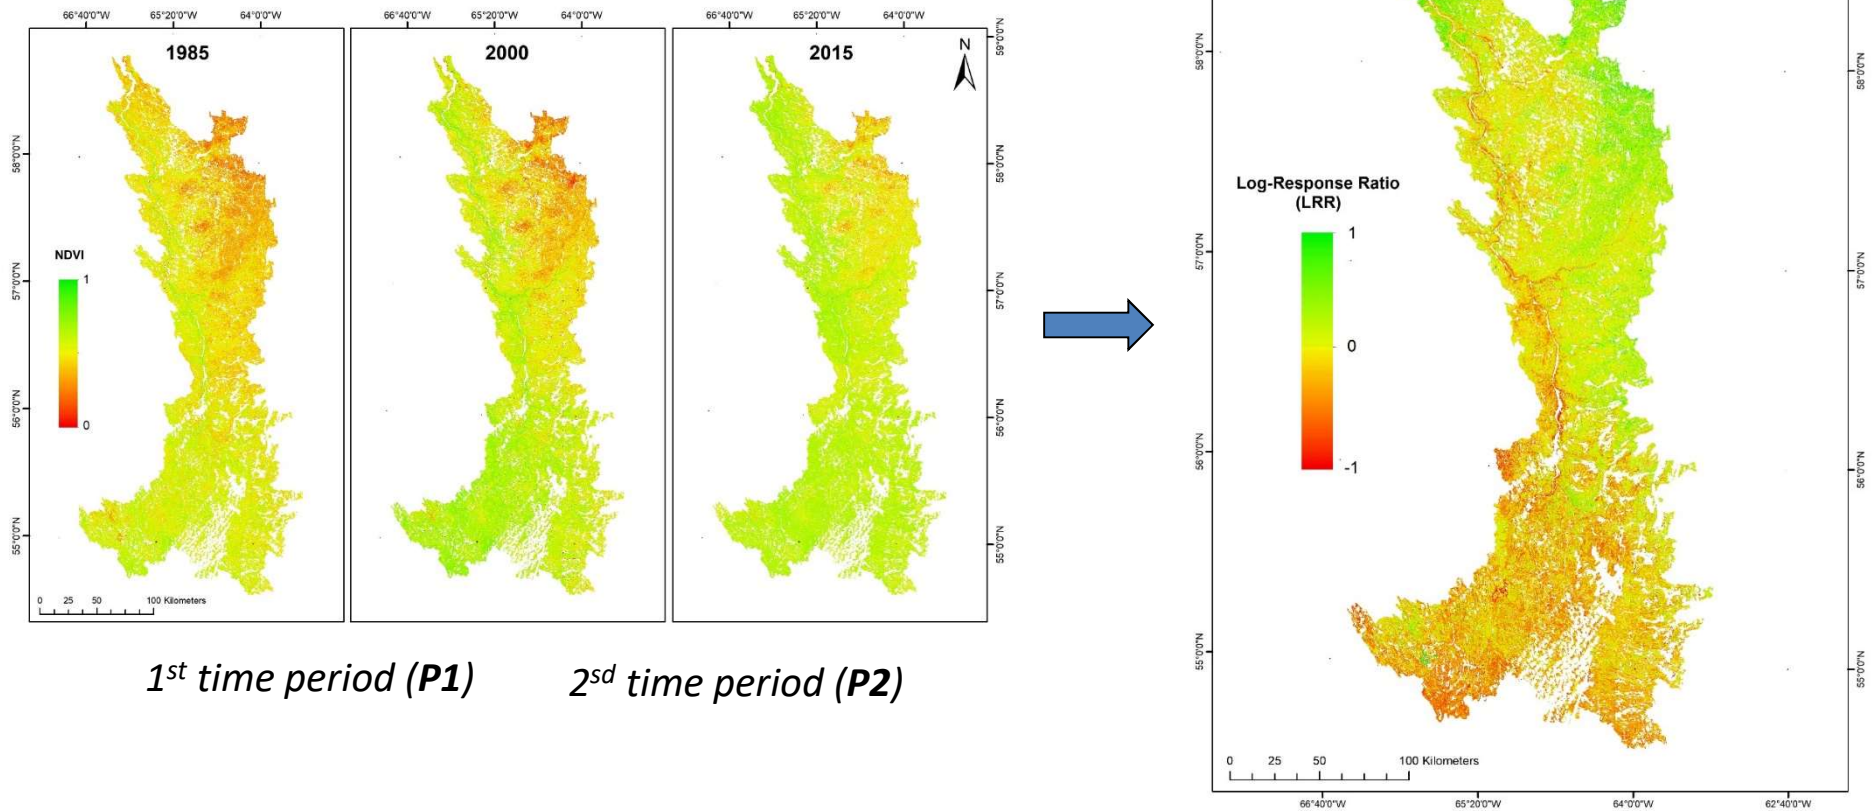 66°40'0"W 65°20'0"W 64°0'0"W
66°40'0"W 65°20'0"W 64°0'0"W
66°40'0"W 65°20'0"W 64°0'0"W
1985
2000
2015
N
59°0'0"N
58°0'0"N
57°0'0"N
56°0'0"N
55°0'0"N
58°0'0"N
57°0'0"N
56°0'0"N
55°0'0"N
NDVI
1
0
0 25 50 100 Kilometers
1st time period (P1)
2sd time period (P2)
58°0'0"N
57°0'0"N
56°0'0"N
55°0'0"N
58°0'0"N
57°0'0"N
56°0'0"N
55°0'0"N
Log-Response Ratio
(LRR)
1
0
-1
0 25 50 100 Kilometers
66°40'0"W 65°20'0"W 64°0'0"W 62°40'0"W